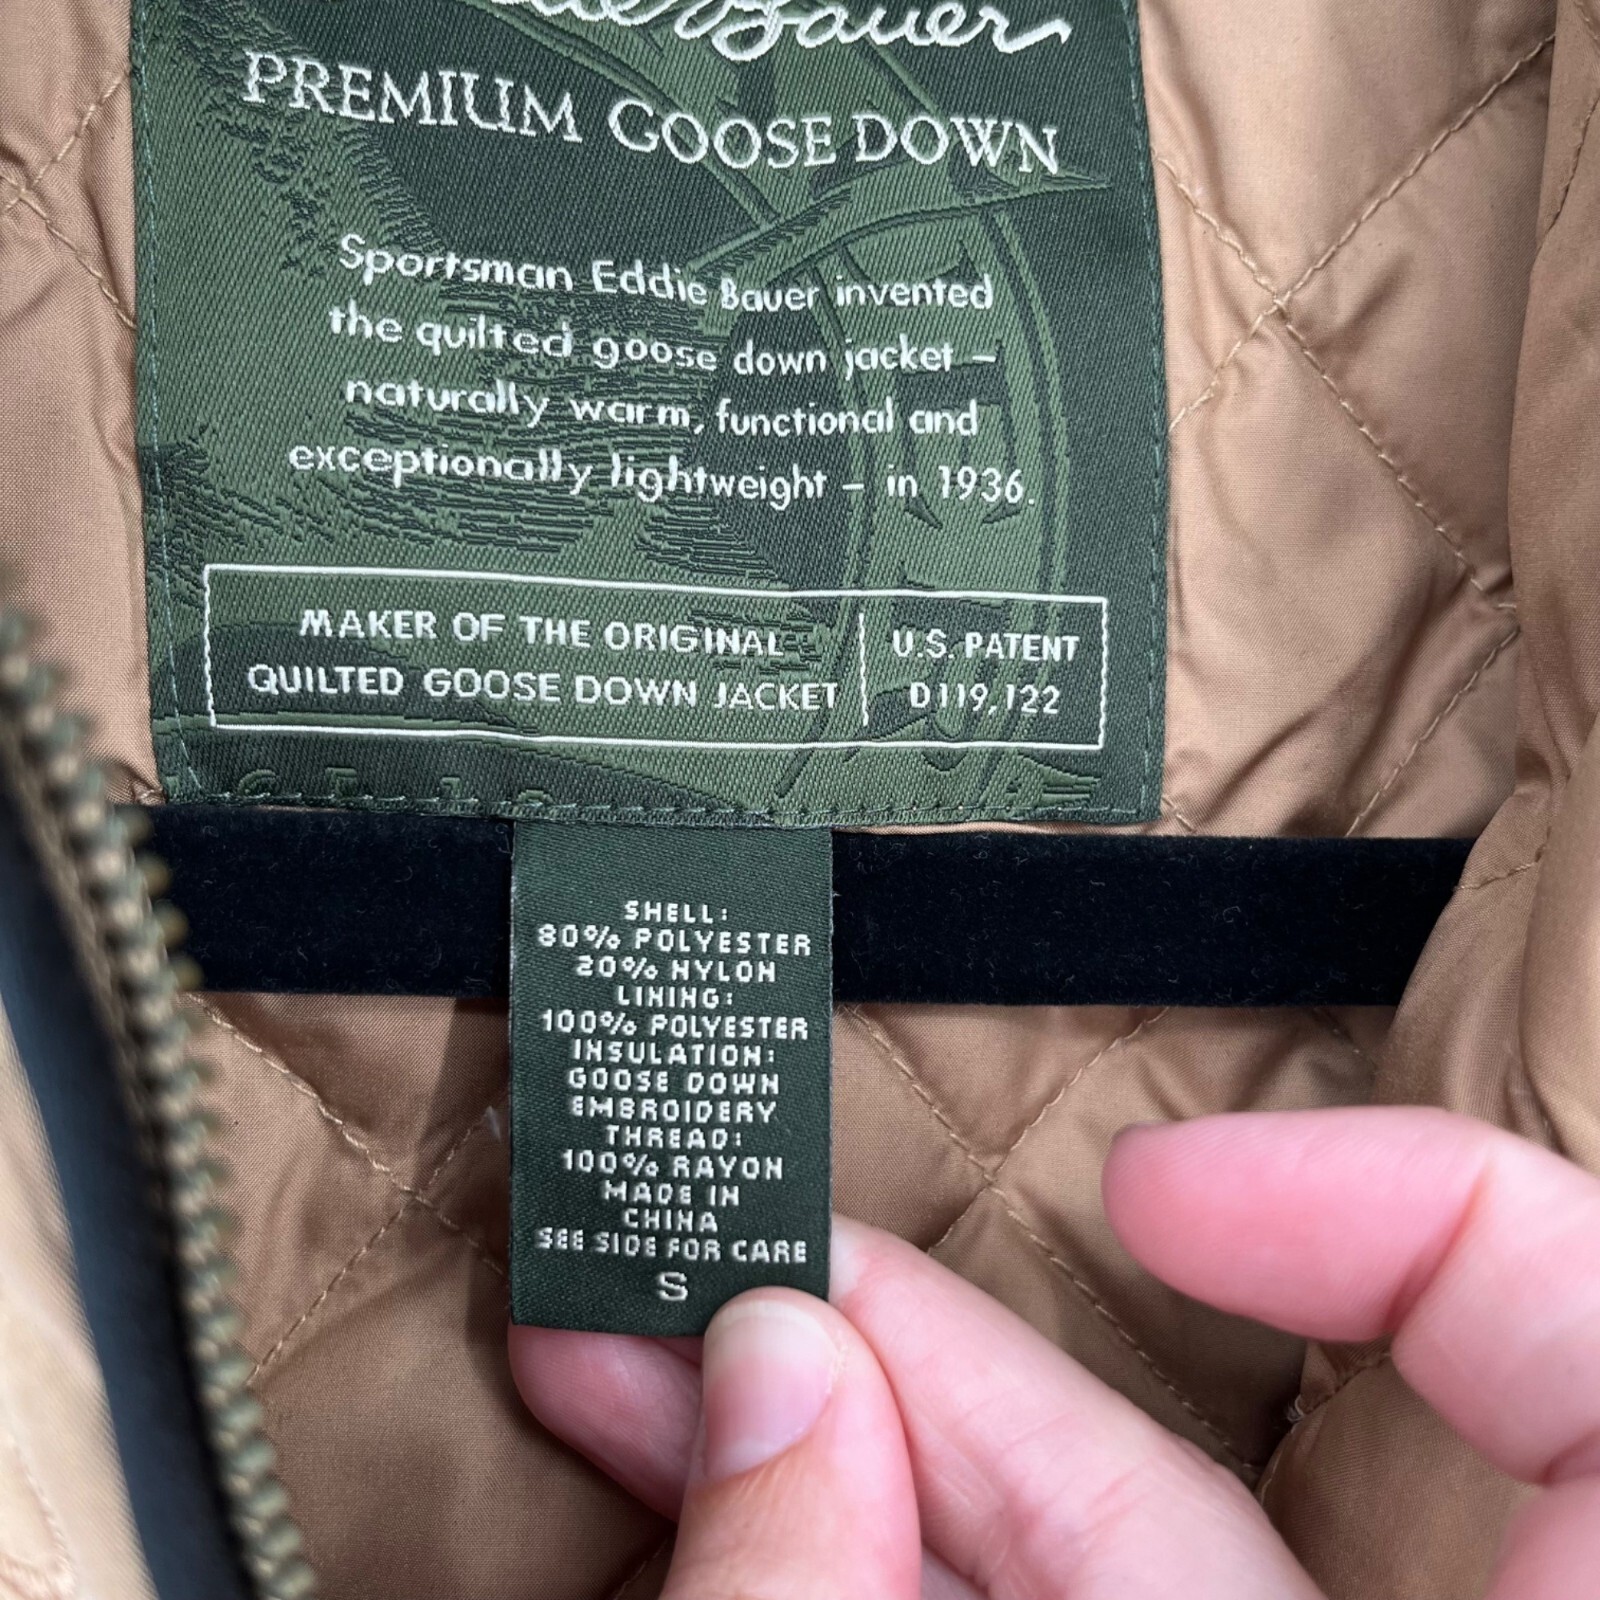 Eddie Bauer
PREMIUM GOOSE DOWN
Sportsman Eddie Bauer invented
the quilted goose down jacket –
naturally warm, functional and
exceptionally lightweight – in 1936.
MAKER OF THE ORIGINAL
QUILTED GOOSE DOWN JACKET
U.S. PATENT
D119,122
SHELL:
80% POLYESTER
20% NYLON
LINING:
100% POLYESTER
INSULATION:
GOOSE DOWN
EMBROIDERY
THREAD:
100% RAYON
MADE IN
CHINA
SEE SIDE FOR CARE
S